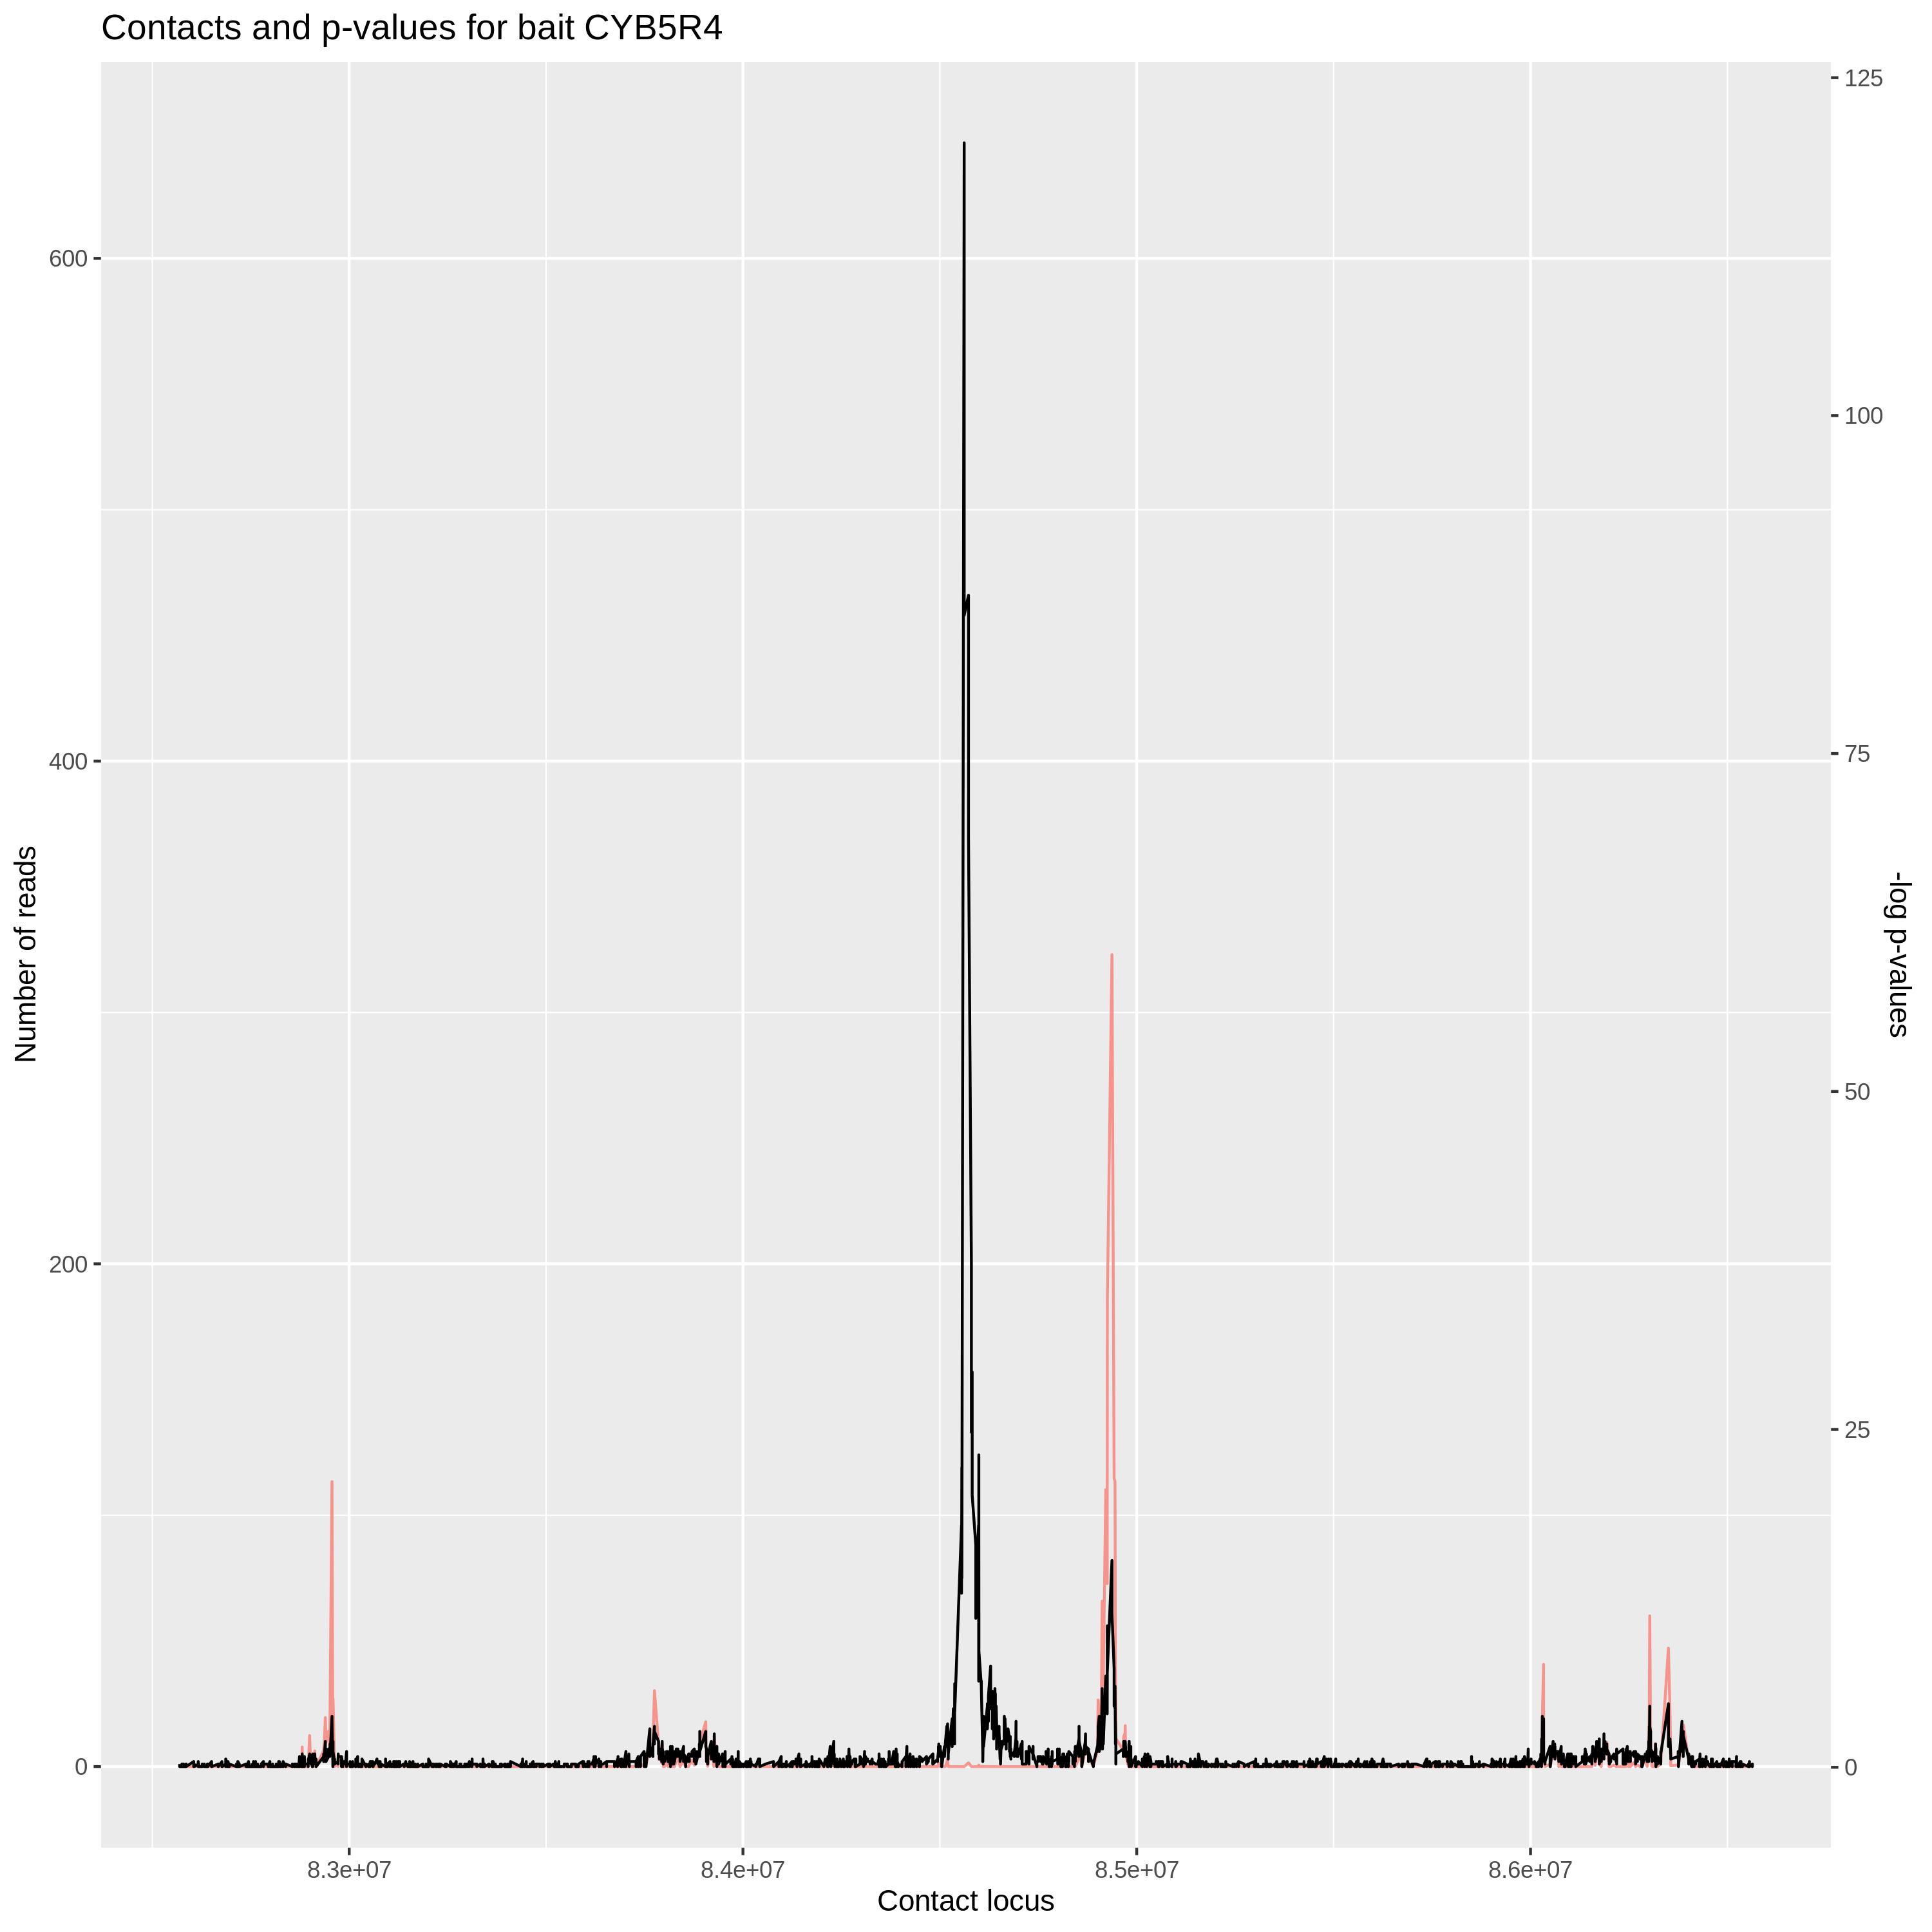 Contacts and p-values for bait CYB5R4
Number of reads
600
400
200
0
125
100
75
50
25
0
-log p-values
8.3e+07
8.4e+07
8.5e+07
8.6e+07
Contact locus